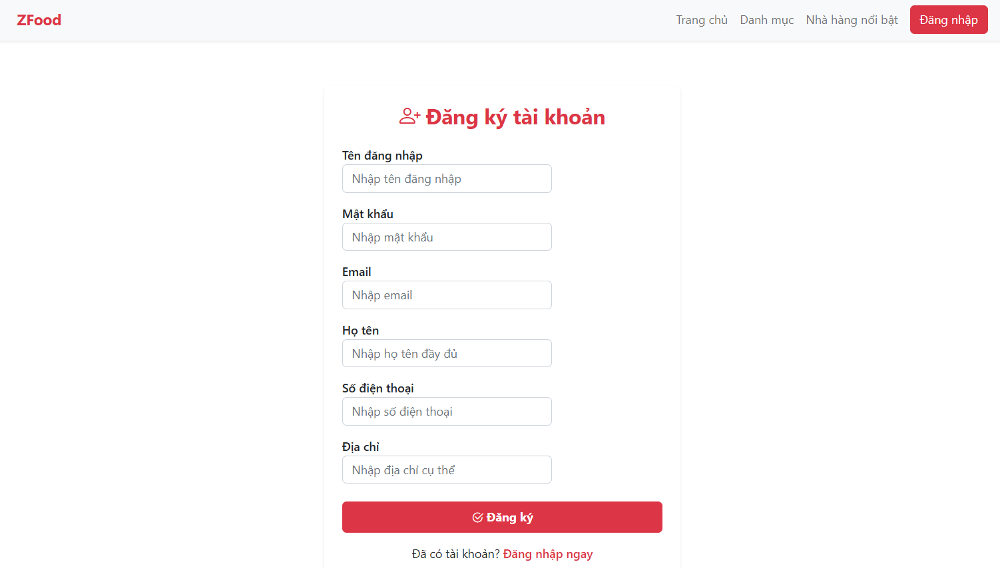 ZFood
Trang chủ Danh mục Nhà hàng nổi bật Đăng nhập
Đăng ký tài khoản
Tên đăng nhập
Nhập tên đăng nhập
Mật khẩu
Nhập mật khẩu
Email
Nhập email
Họ tên
Nhập họ tên đầy đủ
Số điện thoại
Nhập số điện thoại
Địa chỉ
Nhập địa chỉ cụ thể
Đăng ký
Đã có tài khoản? Đăng nhập ngay